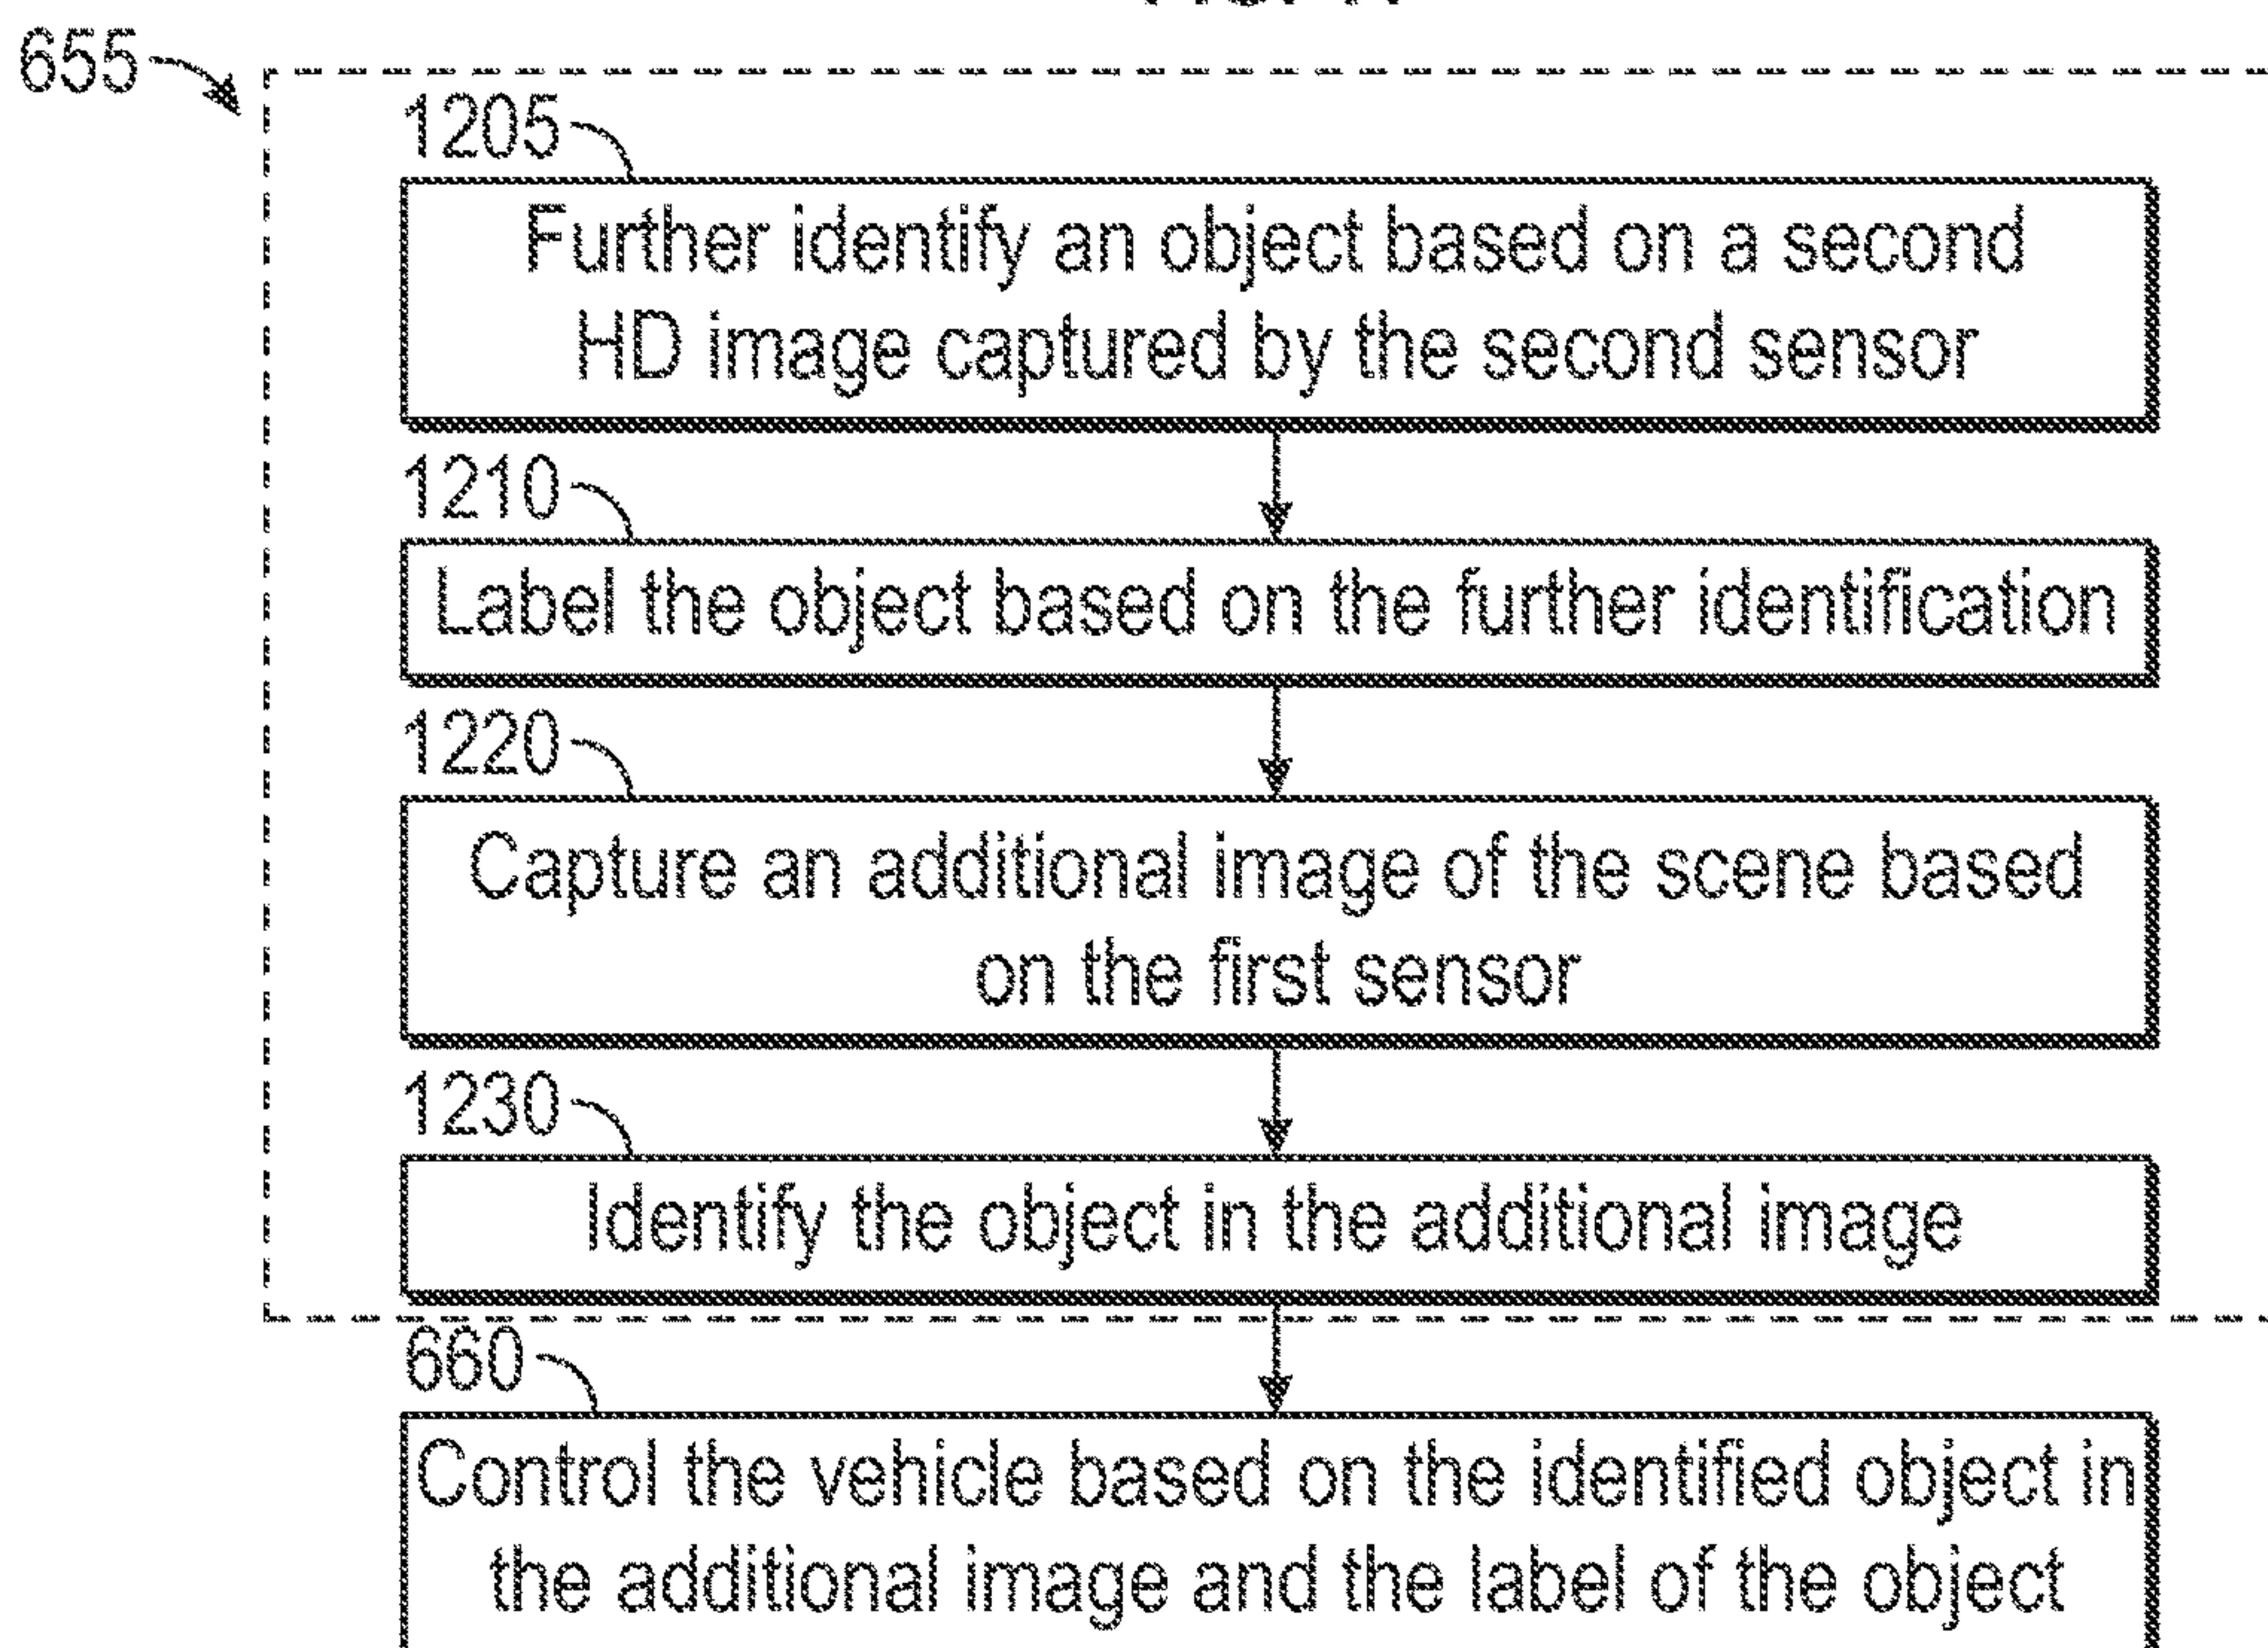 655
1205
Further identify an object based on a second
HD image captured by the second sensor
1210
Label the object based on the further identification
1220
Capture an additional image of the scene based
on the first sensor
1230
Identify the object in the additional image
660
Control the vehicle based on the identified object in
the additional image and the label of the object